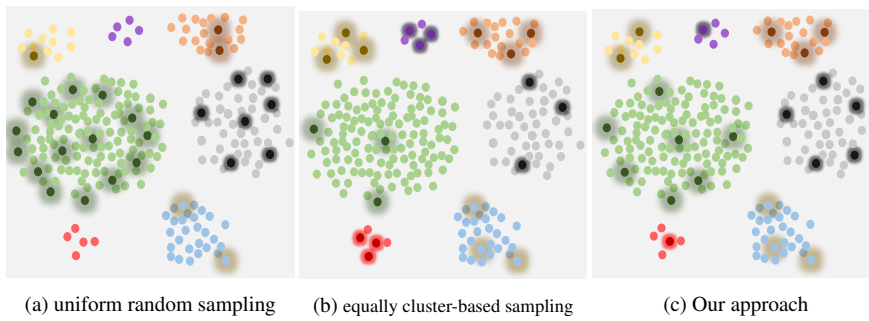 (a) uniform random sampling
(b) equally cluster-based sampling
(c) Our approach